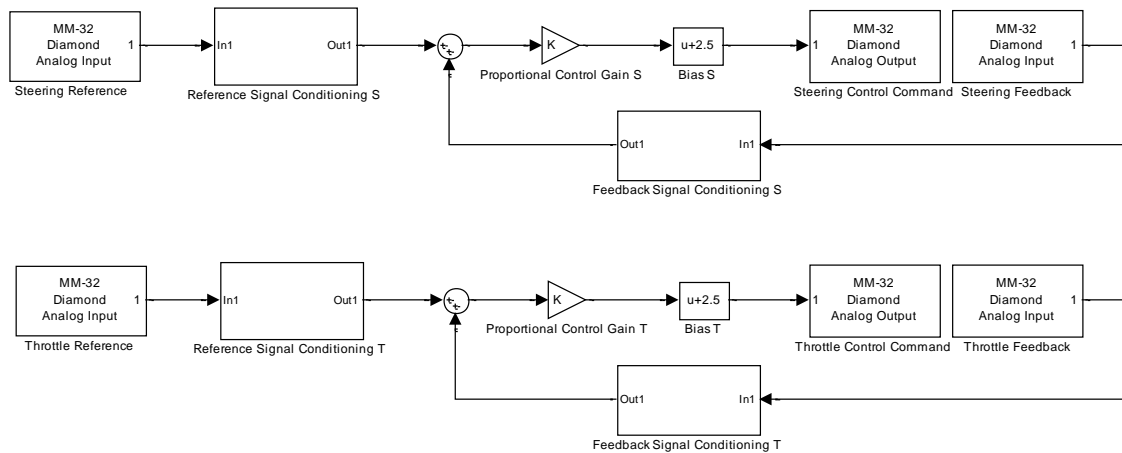 MM-32
Diamond
Analog Input
1
Steering Reference
In1
Out1
Reference Signal Conditioning S
K
Proportional Control Gain S
u+2.5
Bias S
1
MM-32
Diamond
Analog Output
Steering Control Command
MM-32
Diamond
Analog Input
1
Steering Feedback
Out1
In1
Feedback Signal Conditioning S
MM-32
Diamond
Analog Input
1
Throttle Reference
In1
Out1
Reference Signal Conditioning T
K
Proportional Control Gain T
u+2.5
Bias T
1
MM-32
Diamond
Analog Output
Throttle Control Command
MM-32
Diamond
Analog Input
1
Throttle Feedback
Out1
In1
Feedback Signal Conditioning T